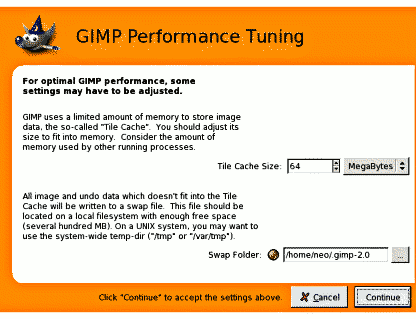 GIMP Performance Tuning
For optimal GIMP performance, some
settings may have to be adjusted.
GIMP uses a limited amount of memory to store image
data, the so-called "Tile Cache". You should adjust its
size to fit into memory. Consider the amount of
memory used by other running processes.
Tile Cache Size: 64 MegaBytes
All image and undo data which doesn't fit into the Tile
Cache will be written to a swap file. This file should be
located on a local filesystem with enough free space
(several hundred MB). On a UNIX system, you may want to
use the system-wide temp-dir ("/tmp" or "/var/tmp").
Swap Folder: /home/neo/.gimp-2.0 ...
Click "Continue" to accept the settings above. Cancel Continue